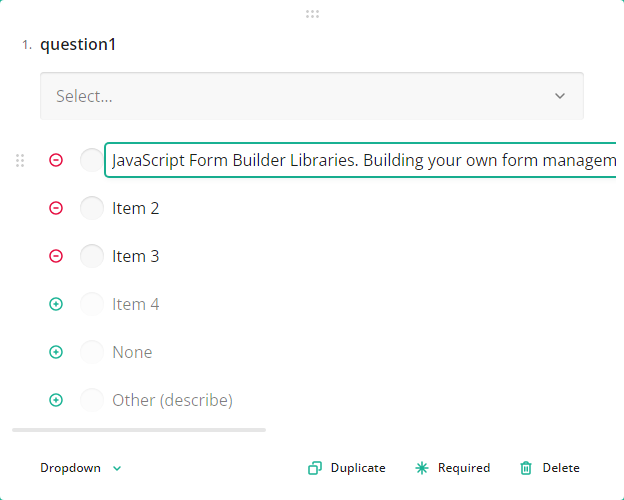 1. question1
Select...
JavaScript Form Builder Libraries. Building your own form managem
Item 2
Item 3
Item 4
None
Other (describe)
Dropdown Duplicate Required Delete